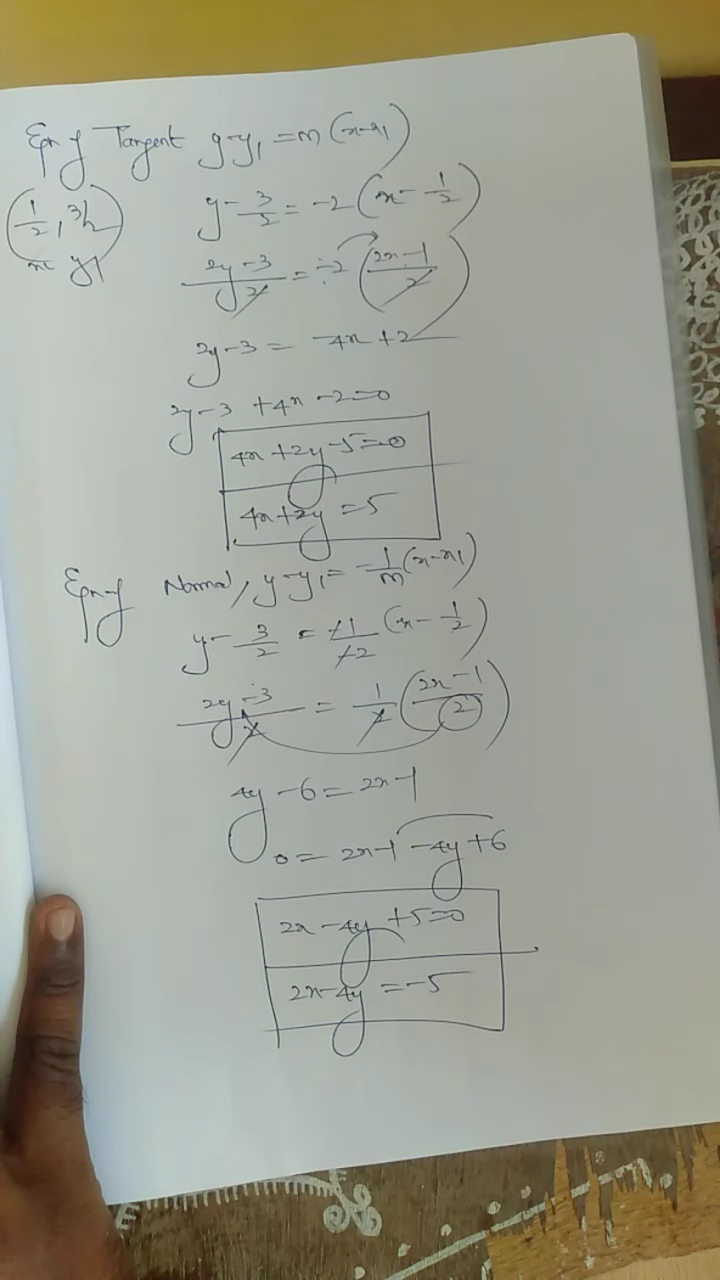 Eqn of Tangent y-y₁ = m(x-x₁)
(1/2, 3/2) y - 3/2 = -2 (x - 1/2)
x₁ y₁ (2y-3)/2 = -2 ((2x-1)/2)
2y-3 = -4x+2
2y-3 +4x -2=0
4x+2y-5=0
4x+2y = 5
Eqn of Normal, y-y₁ = -1/m (x-x₁)
y - 3/2 = +1/+2 (x - 1/2)
(2y-3)/2 = 1/2 ((2x-1)/2)
4y -6 = 2x-1
0 = 2x-1 -4y+6
2x-4y+5=0
2x-4y = -5